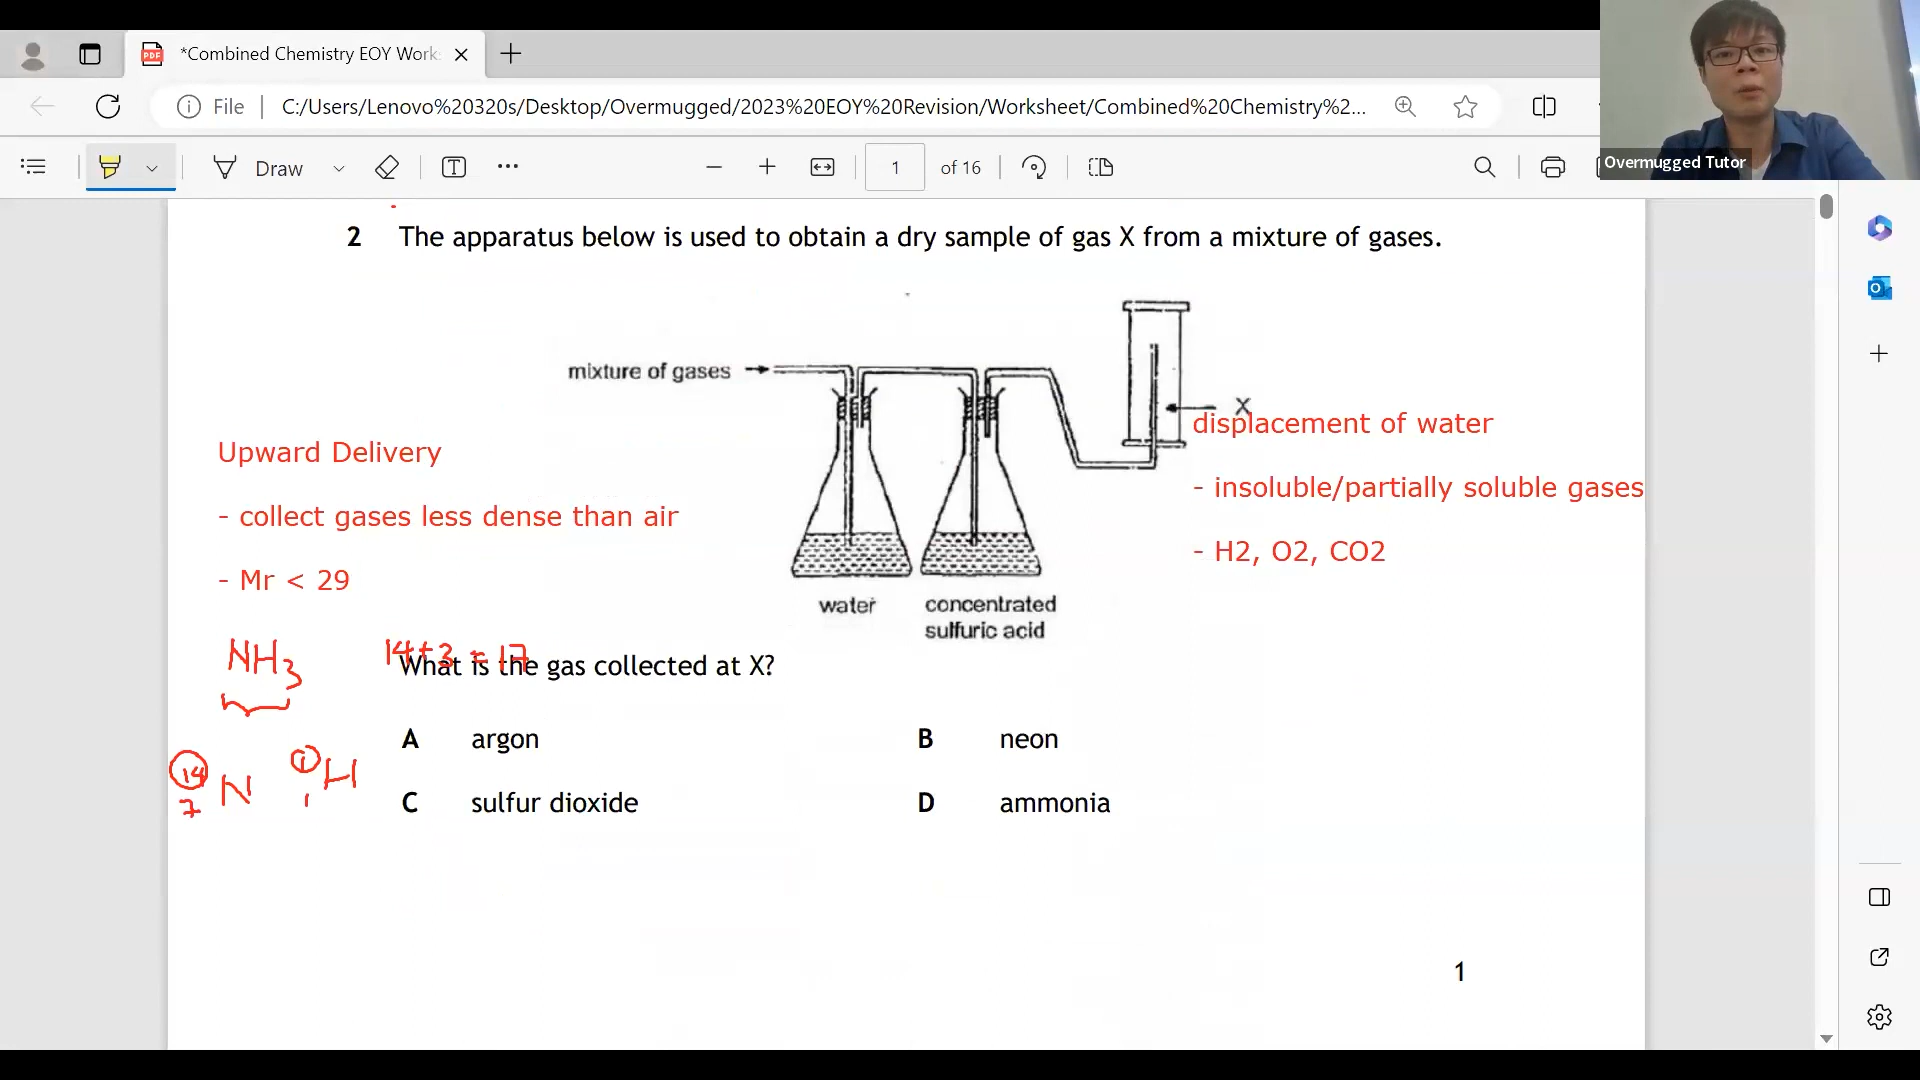 *Combined Chemistry EOY Work
File
C:/Users/Lenovo%20320s/Desktop/Overmugged/2023%20EOY%20Revision/Worksheet/Combined%20Chemistry%2...
Overmugged Tutor
Draw
1 of 16
2 The apparatus below is used to obtain a dry sample of gas X from a mixture of gases.
mixture of gases
X
displacement of water
- insoluble/partially soluble gases
- H2, O2, CO2
Upward Delivery
- collect gases less dense than air
- Mr < 29
water
concentrated
sulfuric acid
NH3
14+3=17
What is the gas collected at X?
14
7 N
1
1 H
A argon
B neon
C sulfur dioxide
D ammonia
1